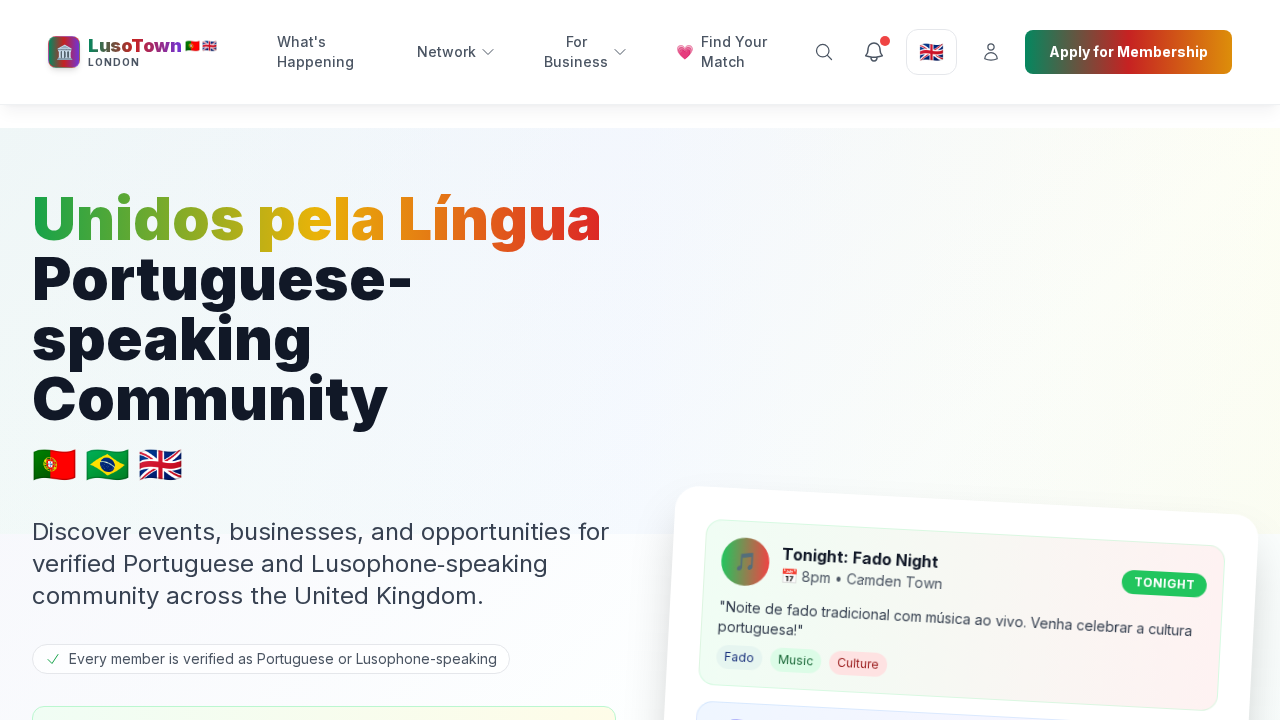 LusoTown
LONDON
What's
Happening
Network
For
Business
Find Your
Match
Apply for Membership
Unidos pela Língua
Portuguese-
speaking
Community
Discover events, businesses, and opportunities for
verified Portuguese and Lusophone-speaking
community across the United Kingdom.
Every member is verified as Portuguese or Lusophone-speaking
Tonight: Fado Night
8pm • Camden Town
TONIGHT
"Noite de fado tradicional com música ao vivo. Venha celebrar a cultura
portuguesa!"
Fado
Music
Culture